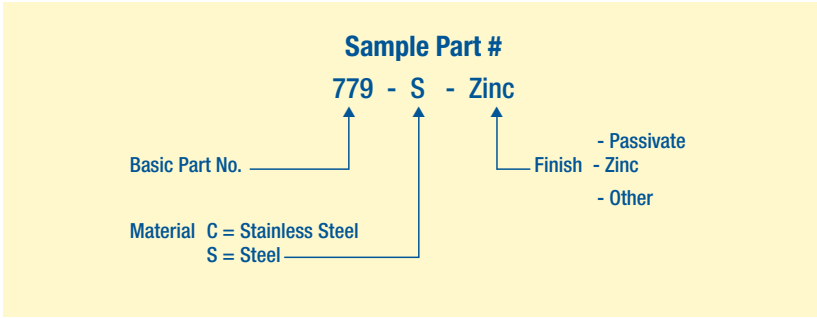 Sample Part #
779 - S - Zinc
- Passivate
Basic Part No.
Finish - Zinc
- Other
Material C = Stainless Steel
S = Steel